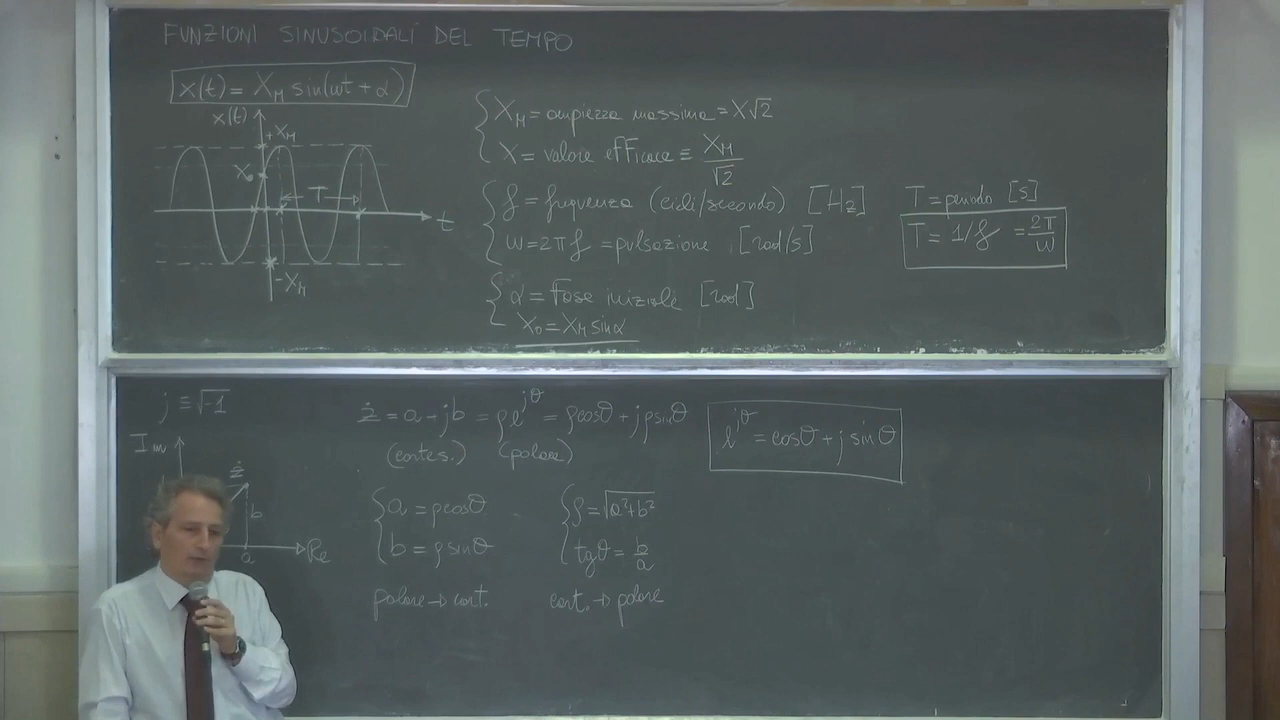 FUNZIONI SINUSOIDALI DEL TEMPO
x(t) = X_M sin(ωt + α)
x(t)
+X_M
X_0
T
t
-X_M
X_M = ampiezza massima = X√2
X = valore efficace ≡ X_M/√2
f = frequenza (cicli/secondo) [Hz]
ω = 2πf = pulsazione [rad/s]
α = fase iniziale [rad]
X_0 = X_M sinα
T = periodo [s]
T = 1/f = 2π/ω
j ≡ √-1
Im
ż
b
a
Re
ż = a + jb = ρe^jθ = ρcosθ + jρsinθ
(cartes.) (polare)
e^jθ = cosθ + j sinθ
a = ρcosθ
b = ρsinθ
polare → cart.
ρ = √a²+b²
tgθ = b/a
cart. → polare